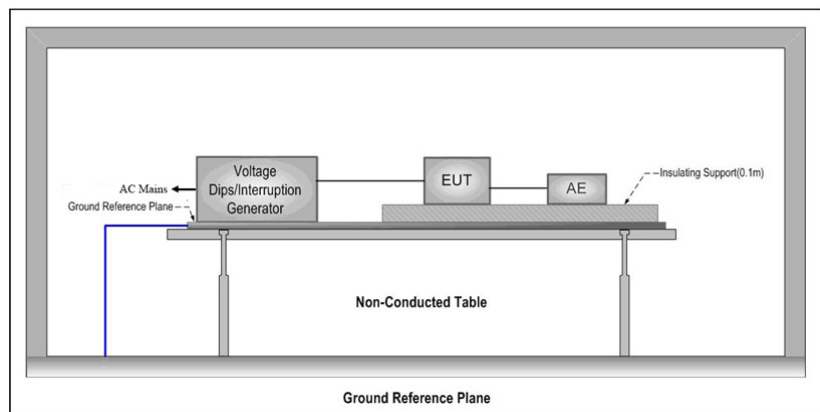 Voltage
Dips/Interruption
Generator
EUT
AE
Insulating Support(0.1m)
AC Mains
Ground Reference Plane
Non-Conducted Table
Ground Reference Plane